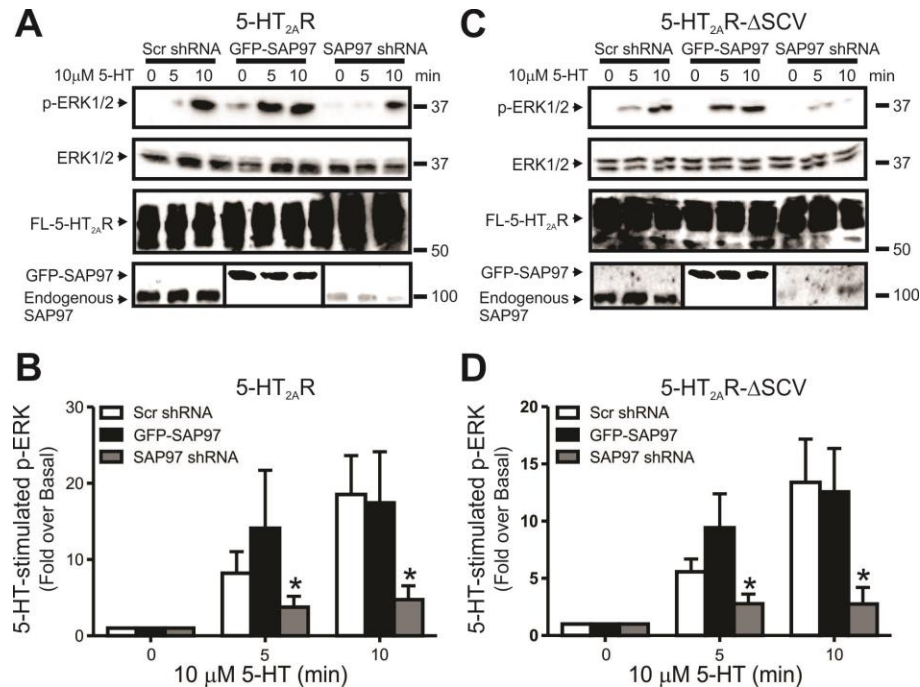 A
5-HT2AR
Scr shRNA GFP-SAP97 SAP97 shRNA
10μM 5-HT 0 5 10 0 5 10 0 5 10 min
p-ERK1/2 37
ERK1/2 37
FL-5-HT2AR
50
GFP-SAP97
Endogenous 100
SAP97
C
5-HT2AR-ΔSCV
Scr shRNA GFP-SAP97 SAP97 shRNA
10μM 5-HT 0 5 10 0 5 10 0 5 10 min
p-ERK1/2 37
ERK1/2 37
FL-5-HT2AR
50
GFP-SAP97
Endogenous 100
SAP97
B
5-HT2AR
5-HT-stimulated p-ERK
(Fold over Basal)
30
20
10
0
Scr shRNA
GFP-SAP97
SAP97 shRNA
* *
0 5 10
10 μM 5-HT (min)
D
5-HT2AR-ΔSCV
5-HT-stimulated p-ERK
(Fold over Basal)
20
15
10
5
0
Scr shRNA
GFP-SAP97
SAP97 shRNA
* *
0 5 10
10 μM 5-HT (min)